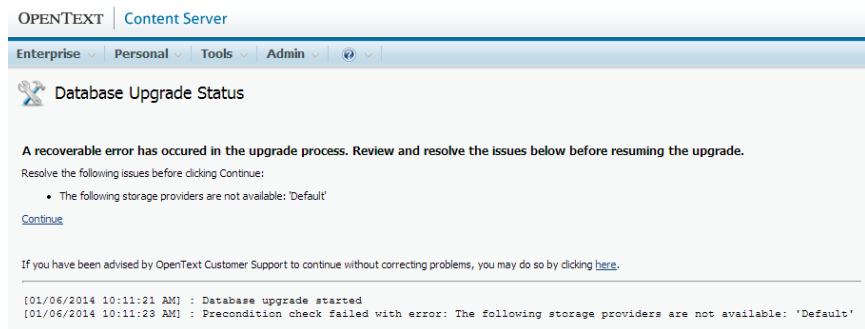 OPENTEXT Content Server
Enterprise Personal Tools Admin ?
Database Upgrade Status
A recoverable error has occured in the upgrade process. Review and resolve the issues below before resuming the upgrade.
Resolve the following issues before clicking Continue:
• The following storage providers are not available: 'Default'
Continue
If you have been advised by OpenText Customer Support to continue without correcting problems, you may do so by clicking here.
[01/06/2014 10:11:21 AM] : Database upgrade started
[01/06/2014 10:11:23 AM] : Precondition check failed with error: The following storage providers are not available: 'Default'